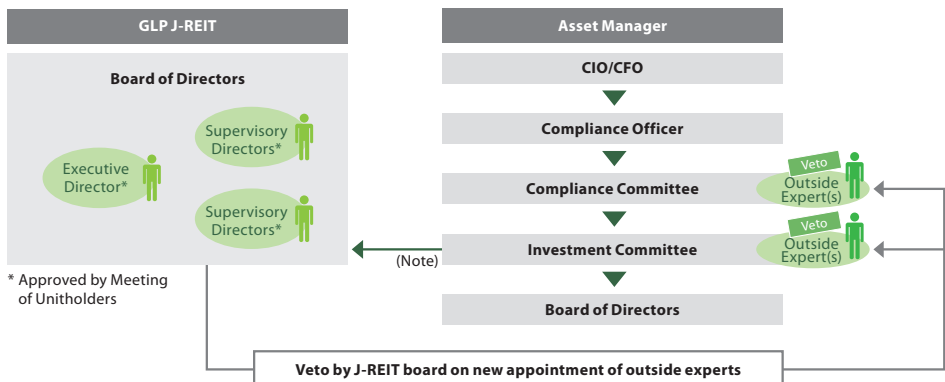 GLP J-REIT
Board of Directors
Executive
Director*
Supervisory
Directors*
Supervisory
Directors*
* Approved by Meeting
of Unitholders
Asset Manager
CIO/CFO
Compliance Officer
Compliance Committee
Veto
Outside
Expert(s)
Investment Committee
Veto
Outside
Expert(s)
(Note)
Board of Directors
Veto by J-REIT board on new appointment of outside experts